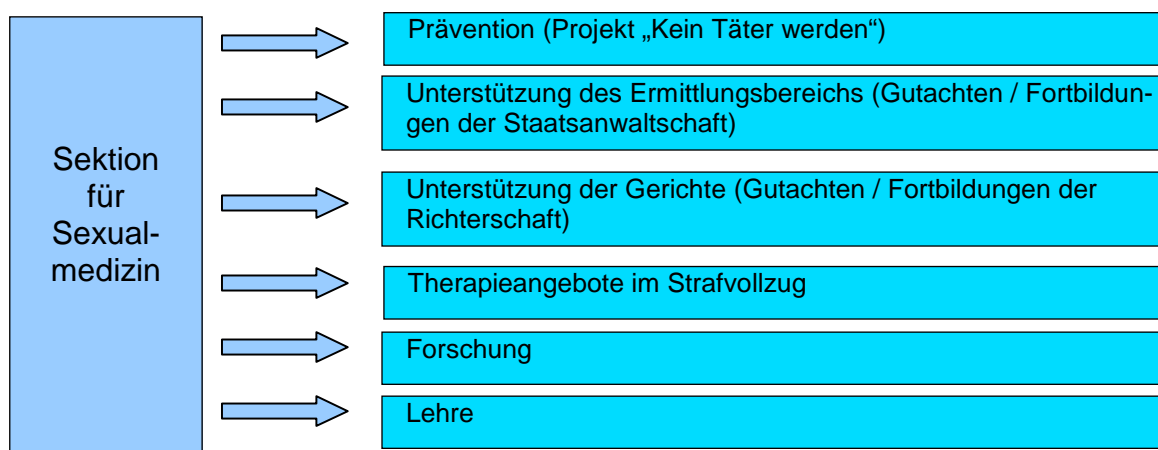 Sektion
für
Sexual-
medizin
Prävention (Projekt „Kein Täter werden“)
Unterstützung des Ermittlungsbereichs (Gutachten / Fortbildun-
gen der Staatsanwaltschaft)
Unterstützung der Gerichte (Gutachten / Fortbildungen der
Richterschaft)
Therapieangebote im Strafvollzug
Forschung
Lehre